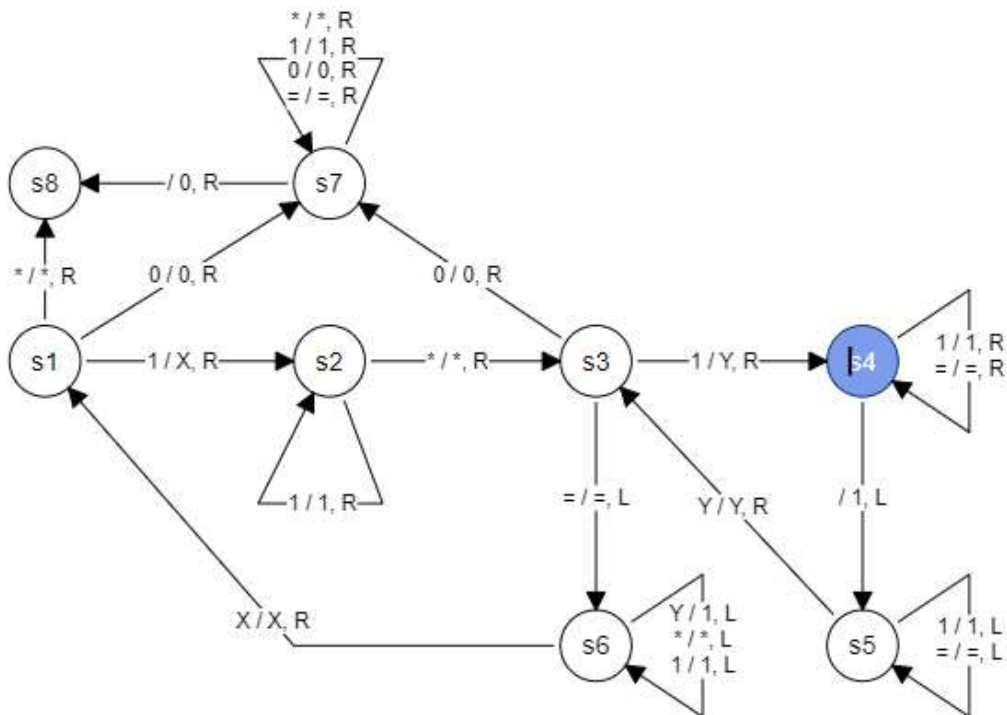 * / *, R
1 / 1, R
0 / 0, R
= / =, R
s8
/ 0, R
s7
* / *, R
0 / 0, R
0 / 0, R
s1
1 / X, R
s2
* / *, R
s3
1 / Y, R
s4
1 / 1, R
= / =, R
1 / 1, R
= / =, L
Y / Y, R
/ 1, L
X / X, R
s6
Y / 1, L
* / *, L
1 / 1, L
s5
1 / 1, L
= / =, L